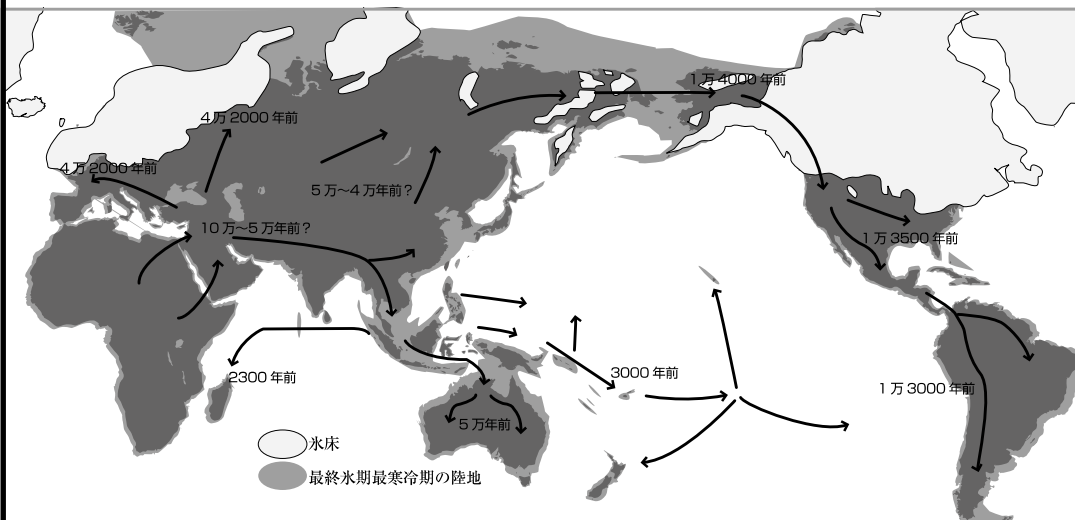 1万4000年前
4万2000年前
4万2000年前
5万〜4万年前？
10万〜5万年前？
1万3500年前
3000年前
2300年前
1万3000年前
5万年前
氷床
最終氷期最寒冷期の陸地